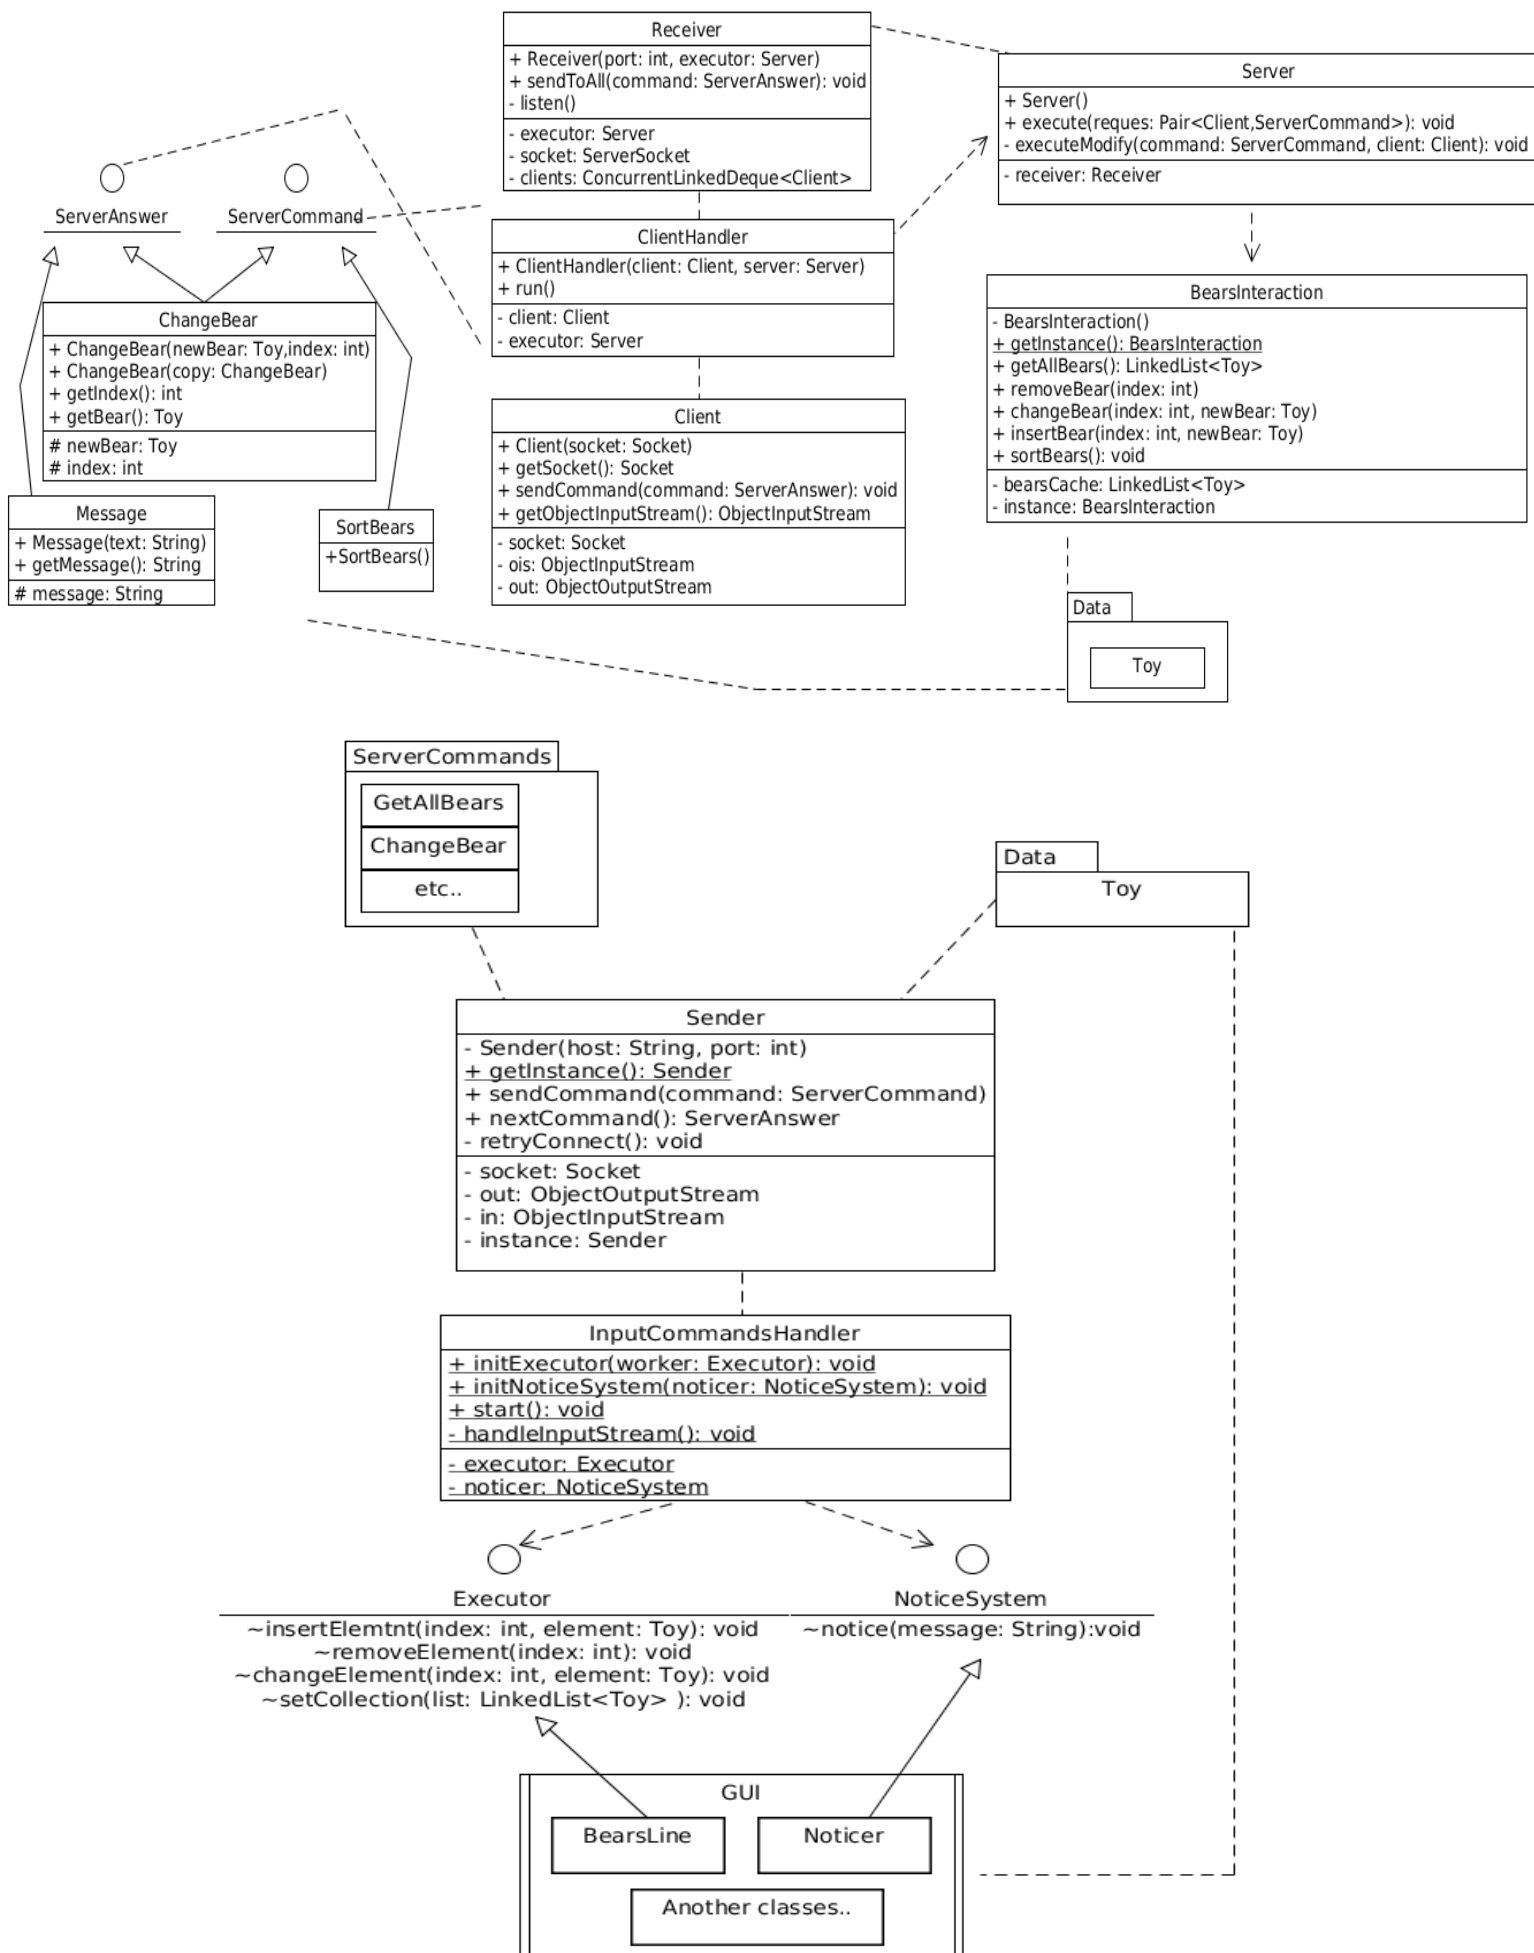 Receiver
+ Receiver(port: int, executor: Server)
+ sendToAll(command: ServerAnswer): void
- listen()
- executor: Server
- socket: ServerSocket
- clients: ConcurrentLinkedDeque<Client>
Server
+ Server()
+ execute(reques: Pair<Client,ServerCommand>): void
- executeModify(command: ServerCommand, client: Client): void
- receiver: Receiver
ServerAnswer
ServerCommand
ClientHandler
+ ClientHandler(client: Client, server: Server)
+ run()
- client: Client
- executor: Server
ChangeBear
+ ChangeBear(newBear: Toy,index: int)
+ ChangeBear(copy: ChangeBear)
+ getIndex(): int
+ getBear(): Toy
# newBear: Toy
# index: int
BearsInteraction
- BearsInteraction()
+ getInstance(): BearsInteraction
+ getAllBears(): LinkedList<Toy>
+ removeBear(index: int)
+ changeBear(index: int, newBear: Toy)
+ insertBear(index: int, newBear: Toy)
+ sortBears(): void
- bearsCache: LinkedList<Toy>
- instance: BearsInteraction
Client
+ Client(socket: Socket)
+ getSocket(): Socket
+ sendCommand(command: ServerAnswer): void
+ getObjectInputStream(): ObjectInputStream
- socket: Socket
- ois: ObjectInputStream
- out: ObjectOutputStream
Message
+ Message(text: String)
+ getMessage(): String
# message: String
SortBears
+SortBears()
Data
Toy
ServerCommands
GetAllBears
ChangeBear
etc..
Data
Toy
Sender
- Sender(host: String, port: int)
+ getInstance(): Sender
+ sendCommand(command: ServerCommand)
+ nextCommand(): ServerAnswer
- retryConnect(): void
- socket: Socket
- out: ObjectOutputStream
- in: ObjectInputStream
- instance: Sender
InputCommandsHandler
+ initExecutor(worker: Executor): void
+ initNoticeSystem(noticer: NoticeSystem): void
+ start(): void
- handleInputStream(): void
- executor: Executor
- noticer: NoticeSystem
Executor
~insertElemtnt(index: int, element: Toy): void
~removeElement(index: int): void
~changeElement(index: int, element: Toy): void
~setCollection(list: LinkedList<Toy> ): void
NoticeSystem
~notice(message: String):void
GUI
BearsLine
Noticer
Another classes..